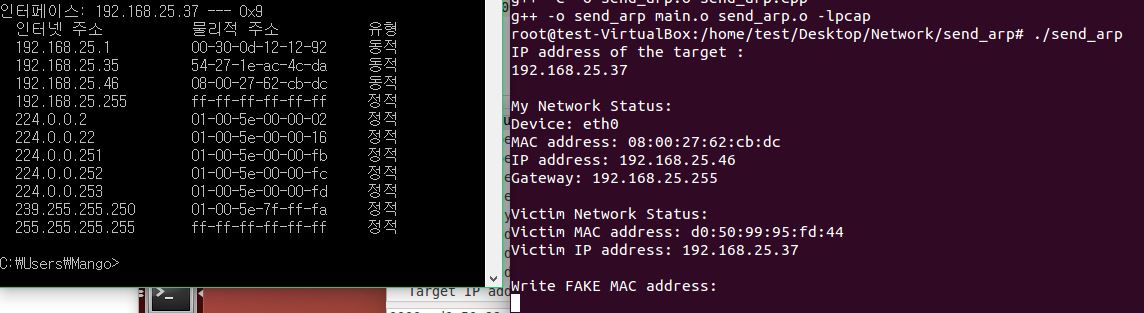 인터페이스: 192.168.25.37 --- 0x9
인터넷 주소 물리적 주소 유형
192.168.25.1 00-30-0d-12-12-92 동적
192.168.25.35 54-27-1e-ac-4c-da 동적
192.168.25.46 08-00-27-62-cb-dc 동적
192.168.25.255 ff-ff-ff-ff-ff-ff 정적
224.0.0.2 01-00-5e-00-00-02 정적
224.0.0.22 01-00-5e-00-00-16 정적
224.0.0.251 01-00-5e-00-00-fb 정적
224.0.0.252 01-00-5e-00-00-fc 정적
224.0.0.253 01-00-5e-00-00-fd 정적
239.255.255.250 01-00-5e-7f-ff-fa 정적
255.255.255.255 ff-ff-ff-ff-ff-ff 정적
C:₩Users₩Mango>
Target IP add
g++ -o send_arp main.o send_arp.o -lpcap
root@test-VirtualBox:/home/test/Desktop/Network/send_arp# ./send_arp
IP address of the target :
192.168.25.37
My Network Status:
Device: eth0
MAC address: 08:00:27:62:cb:dc
IP address: 192.168.25.46
Gateway: 192.168.25.255
Victim Network Status:
Victim MAC address: d0:50:99:95:fd:44
Victim IP address: 192.168.25.37
Write FAKE MAC address: